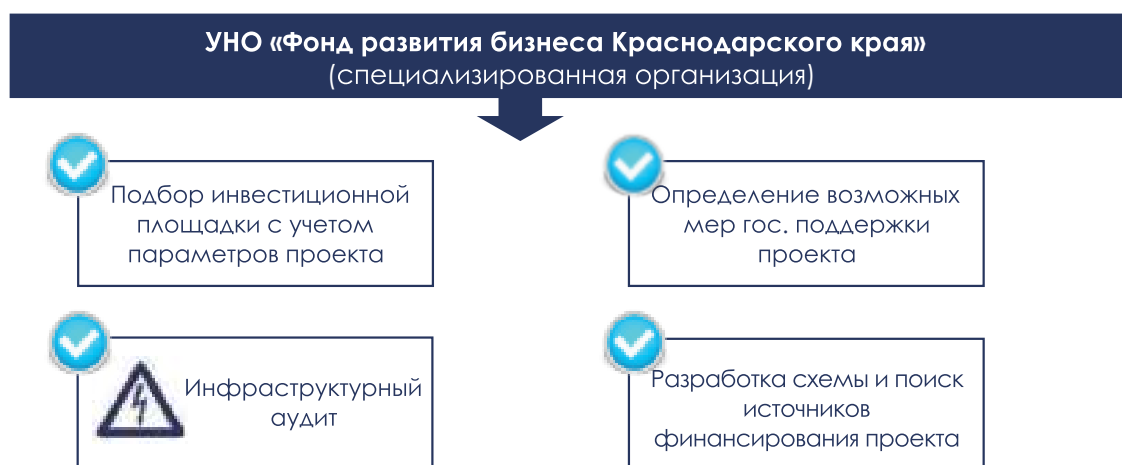 УНО «Фонд развития бизнеса Краснодарского края»
(специализированная организация)
Подбор инвестиционной
площадки с учетом
параметров проекта
Определение возможных
мер гос. поддержки
проекта
Инфраструктурный
аудит
Разработка схемы и поиск
источников
финансирования проекта